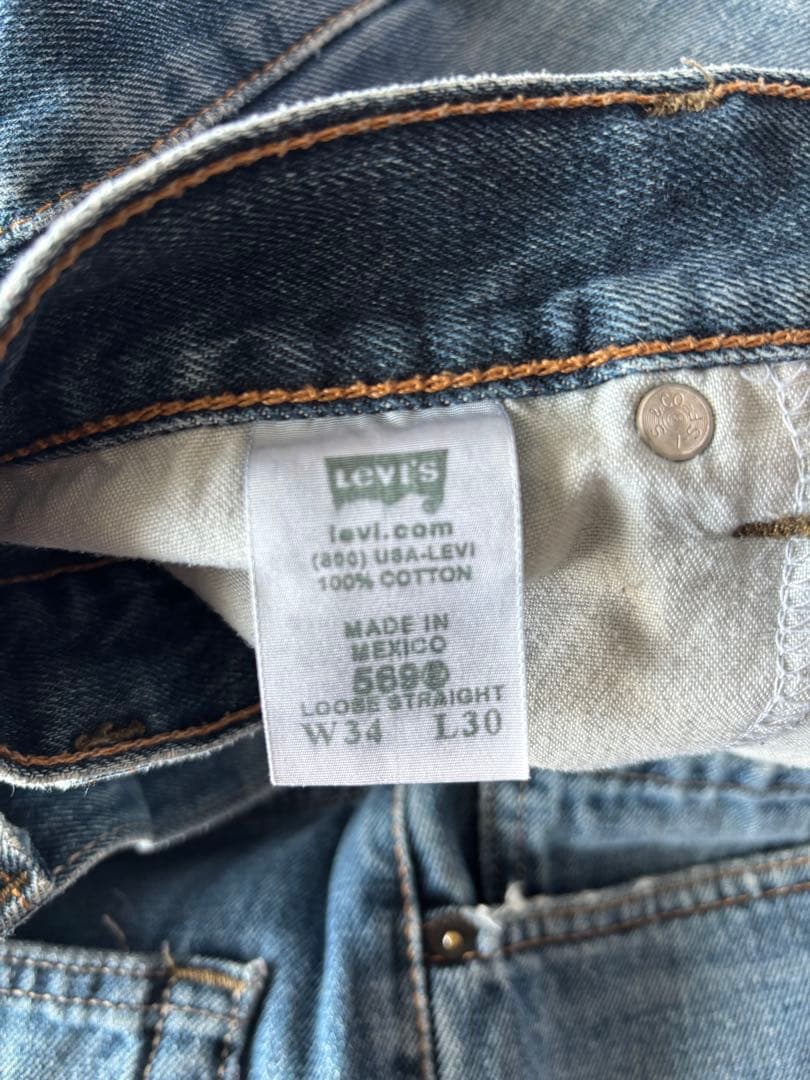 LEVI'S
levi.com
(800) USA-LEVI
100% COTTON
MADE IN
MEXICO
569®
LOOSE STRAIGHT
W34 L30